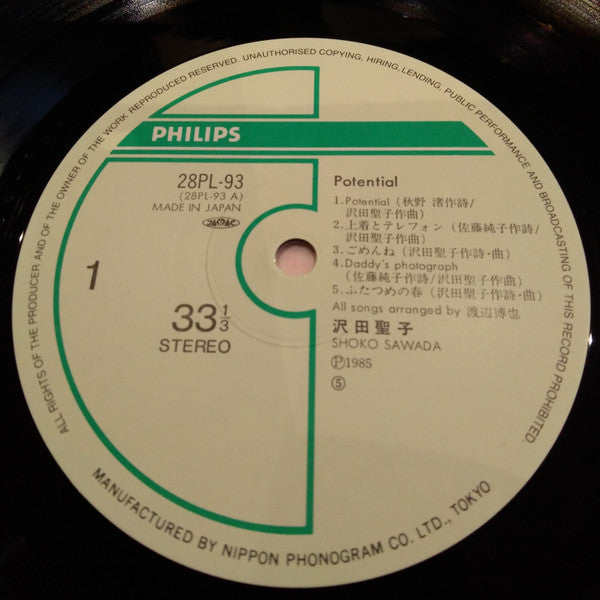 ALL RIGHTS OF THE PRODUCER AND OF THE OWNER OF THE WORK REPRODUCED RESERVED. UNAUTHORISED COPYING, HIRING, LENDING, PUBLIC PERFORMANCE AND BROADCASTING OF THIS RECORD PROHIBITED.
PHILIPS
28PL-93
(28PL-93 A)
MADE IN JAPAN
JASRAC
1
33 1/3
STEREO
Potential
1.Potential(秋野 渚作詩/
沢田聖子作曲)
2.上着とテレフォン(佐藤純子作詩/
沢田聖子作曲)
3.ごめんね(沢田聖子作詩・曲)
4.Daddy's photograph
(佐藤純子作詩/沢田聖子作曲)
5.ふたつめの春(沢田聖子作詩・曲)
All songs arranged by 渡辺博也
沢田聖子
SHOKO SAWADA
Ⓟ1985
⑤
MANUFACTURED BY NIPPON PHONOGRAM CO. LTD., TOKYO